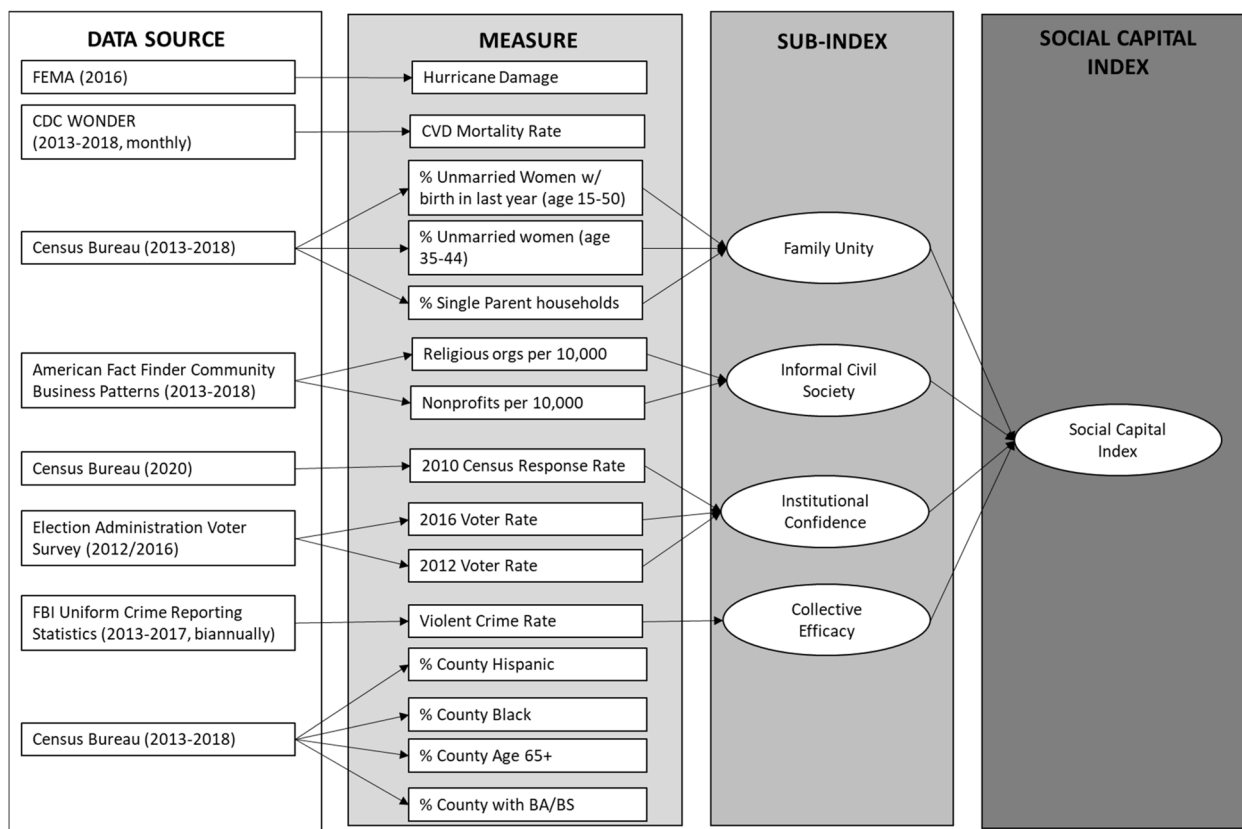 DATA SOURCE
FEMA (2016)
CDC WONDER
(2013-2018, monthly)
Census Bureau (2013-2018)
American Fact Finder Community
Business Patterns (2013-2018)
Census Bureau (2020)
Election Administration Voter
Survey (2012/2016)
FBI Uniform Crime Reporting
Statistics (2013-2017, biannually)
Census Bureau (2013-2018)
MEASURE
Hurricane Damage
CVD Mortality Rate
% Unmarried Women w/
birth in last year (age 15-50)
% Unmarried women (age
35-44)
% Single Parent households
Religious orgs per 10,000
Nonprofits per 10,000
2010 Census Response Rate
2016 Voter Rate
2012 Voter Rate
Violent Crime Rate
% County Hispanic
% County Black
% County Age 65+
% County with BA/BS
SUB-INDEX
Family Unity
Informal Civil
Society
Institutional
Confidence
Collective
Efficacy
SOCIAL CAPITAL
INDEX
Social Capital
Index